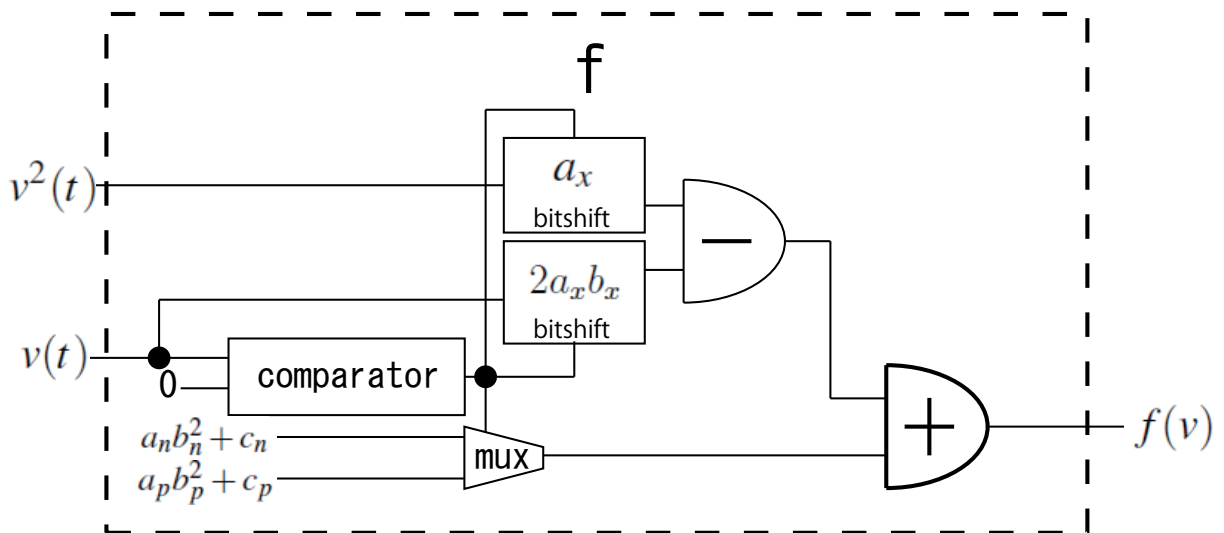 f
v²(t)
aₓ
bitshift
2aₓbₓ
bitshift
v(t)
0
comparator
−
aₙbₙ² + cₙ
aₚbₚ² + cₚ
mux
+
f(v)